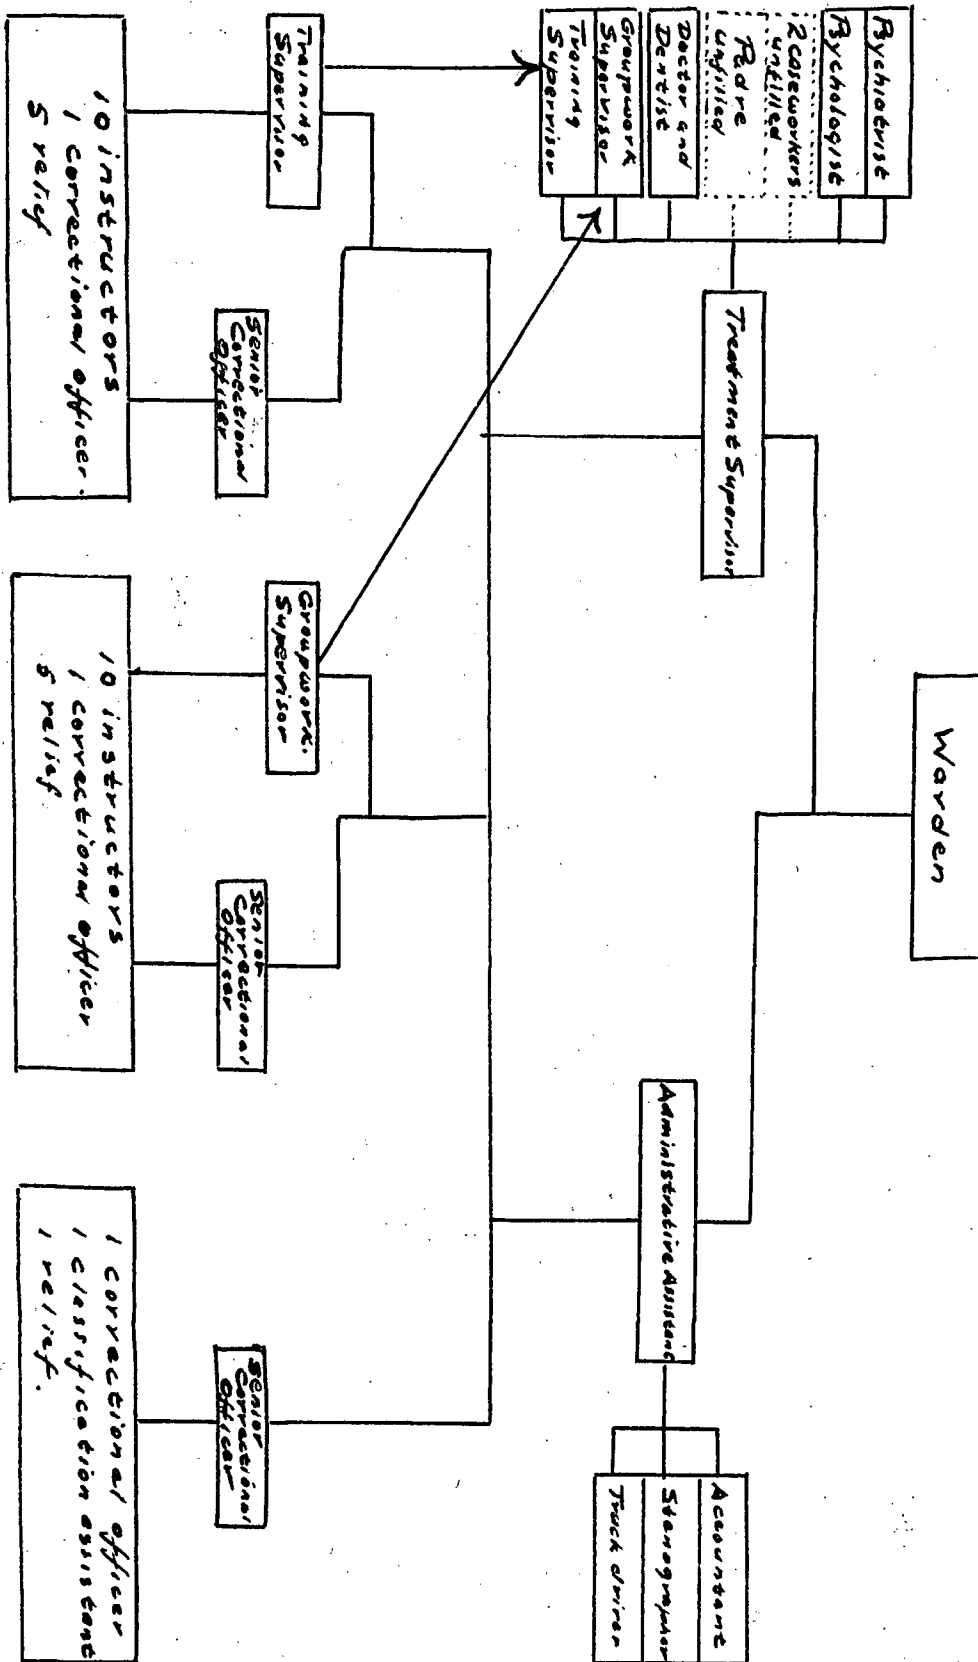 Warden
Psychiatrist
Psychologist
2 caseworkers
unfilled
Padre
unfilled
Doctor and
Dentist
Groupwork
Supervisor
Training
Supervisor
Treatment Supervisor
Administrative Assistant
Accountant
Stenographer
Truck driver
Training
Supervisor
Senior
Correctional
Officer
Groupwork.
Supervisor
Senior
Correctional
Officer
Senior
Correctional
Officer
10 instructors
1 correctional officer.
5 relief
10 instructors
1 correctional officer
5 relief
1 correctional officer
1 classification assistant
1 relief.